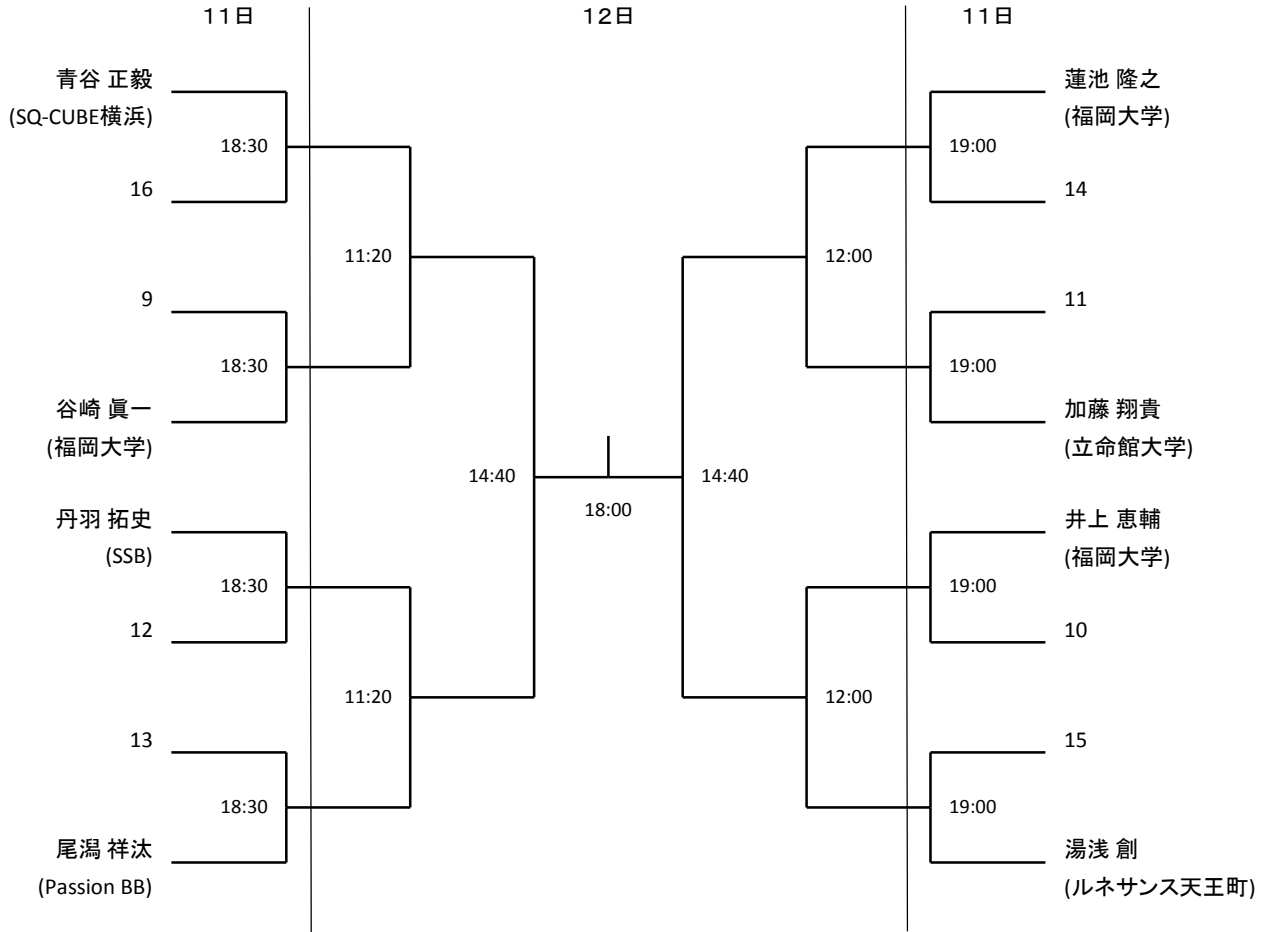 11日
12日
11日
青谷 正毅
(SQ-CUBE横浜)
18:30
16
11:20
9
18:30
谷崎 眞一
(福岡大学)
14:40
丹羽 拓史
(SSB)
18:30
12
11:20
13
18:30
尾潟 祥汰
(Passion BB)
18:00
蓮池 隆之
(福岡大学)
19:00
14
12:00
11
19:00
加藤 翔貴
(立命館大学)
14:40
井上 恵輔
(福岡大学)
19:00
10
12:00
15
19:00
湯浅 創
(ルネサンス天王町)